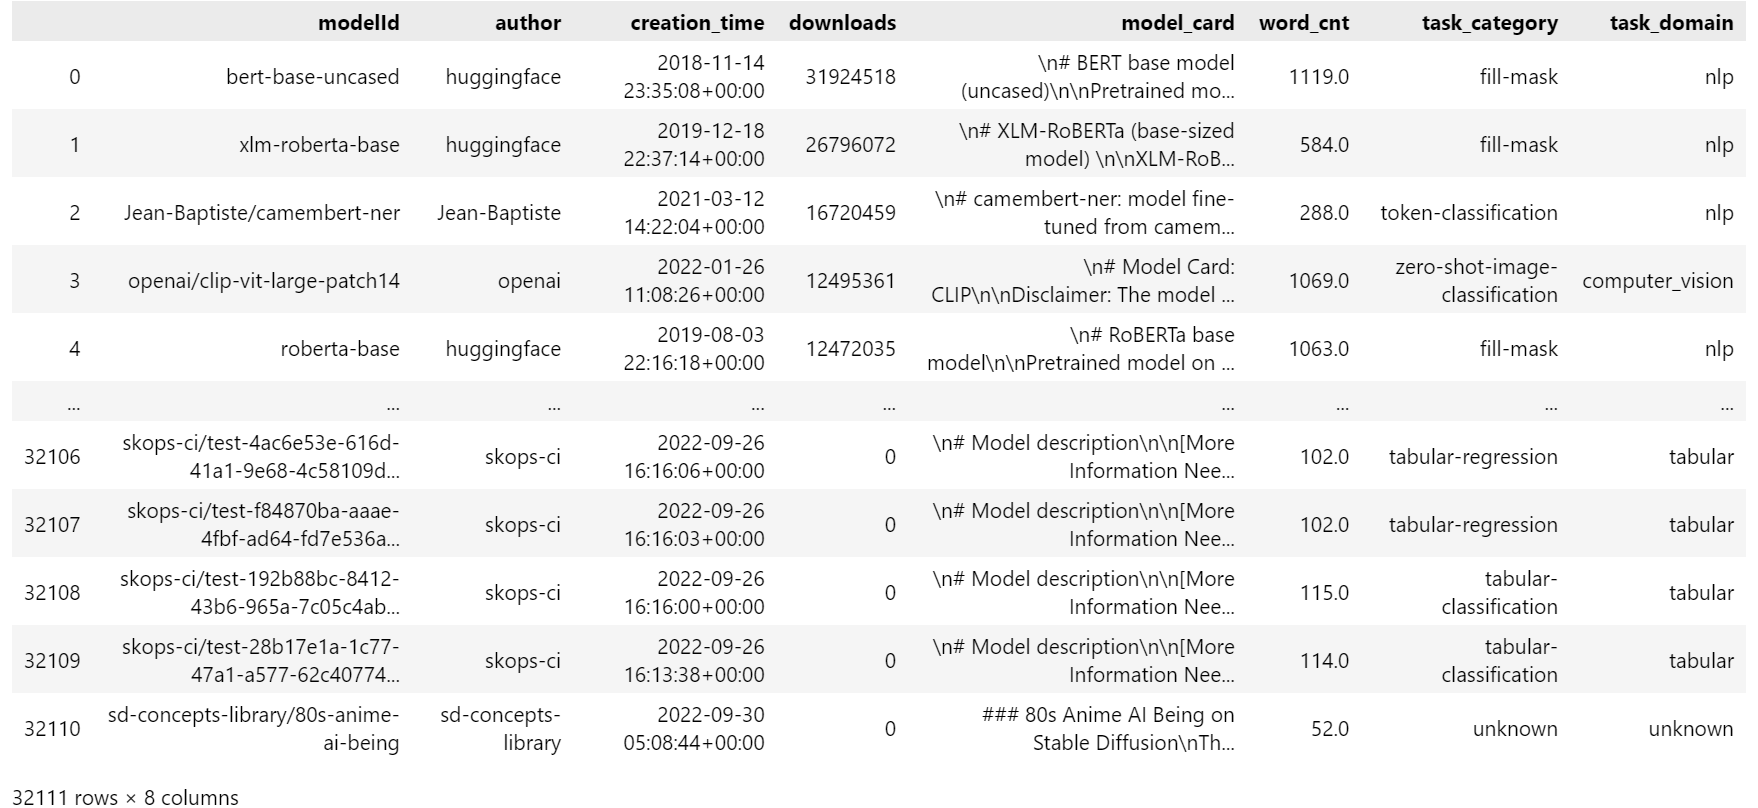 modelId author creation_time downloads model_card word_cnt task_category task_domain
0 bert-base-uncased huggingface 2018-11-14 23:35:08+00:00 31924518 \n# BERT base model (uncased)\n\nPretrained mo... 1119.0 fill-mask nlp
1 xlm-roberta-base huggingface 2019-12-18 22:37:14+00:00 26796072 \n# XLM-RoBERTa (base-sized model) \n\nXLM-RoB... 584.0 fill-mask nlp
2 Jean-Baptiste/camembert-ner Jean-Baptiste 2021-03-12 14:22:04+00:00 16720459 \n# camembert-ner: model fine-tuned from camem... 288.0 token-classification nlp
3 openai/clip-vit-large-patch14 openai 2022-01-26 11:08:26+00:00 12495361 \n# Model Card: CLIP\n\nDisclaimer: The model ... 1069.0 zero-shot-image-classification computer_vision
4 roberta-base huggingface 2019-08-03 22:16:18+00:00 12472035 \n# RoBERTa base model\n\nPretrained model on ... 1063.0 fill-mask nlp
... ... ... ... ... ... ... ... ...
32106 skops-ci/test-4ac6e53e-616d-41a1-9e68-4c58109d... skops-ci 2022-09-26 16:16:06+00:00 0 \n# Model description\n\n[More Information Nee... 102.0 tabular-regression tabular
32107 skops-ci/test-f84870ba-aaae-4fbf-ad64-fd7e536a... skops-ci 2022-09-26 16:16:03+00:00 0 \n# Model description\n\n[More Information Nee... 102.0 tabular-regression tabular
32108 skops-ci/test-192b88bc-8412-43b6-965a-7c05c4ab... skops-ci 2022-09-26 16:16:00+00:00 0 \n# Model description\n\n[More Information Nee... 115.0 tabular-classification tabular
32109 skops-ci/test-28b17e1a-1c77-47a1-a577-62c40774... skops-ci 2022-09-26 16:13:38+00:00 0 \n# Model description\n\n[More Information Nee... 114.0 tabular-classification tabular
32110 sd-concepts-library/80s-anime-ai-being sd-concepts-library 2022-09-30 05:08:44+00:00 0 ### 80s Anime AI Being on Stable Diffusion\nTh... 52.0 unknown unknown
32111 rows × 8 columns